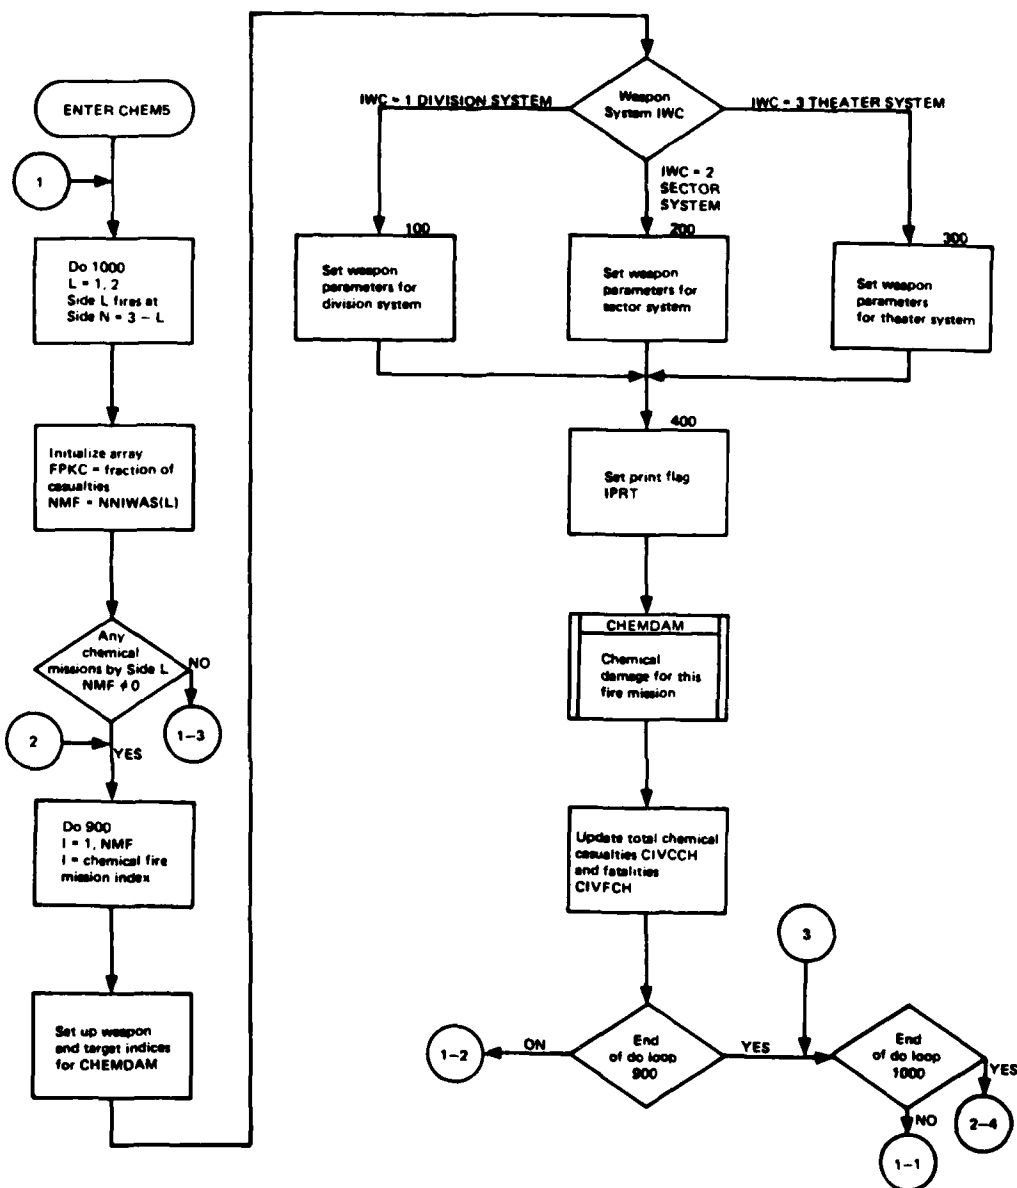 ENTER CHEM5
1
Do 1000
L = 1, 2
Side L fires at
Side N = 3 - L
Initialize array
FPKC = fraction of
casualties
NMF = NNIWAS(L)
Any
chemical
missions by Side L
NMF ≠ 0
NO
1-3
2
YES
Do 900
I = 1, NMF
I = chemical fire
mission index
Set up weapon
and target indices
for CHEMDAM
Weapon
System IWC
IWC = 1 DIVISION SYSTEM
IWC = 3 THEATER SYSTEM
IWC = 2
SECTOR
SYSTEM
100
Set weapon
parameters for
division system
200
Set weapon
parameters for
sector system
300
Set weapon
parameters
for theater system
400
Set print flag
IPRT
CHEMDAM
Chemical
damage for this
fire mission
Update total chemical
casualties CIVCCH
and fatalities
CIVFCH
3
End
of do loop
900
ON
1-2
YES
End
of do loop
1000
YES
2-4
NO
1-1